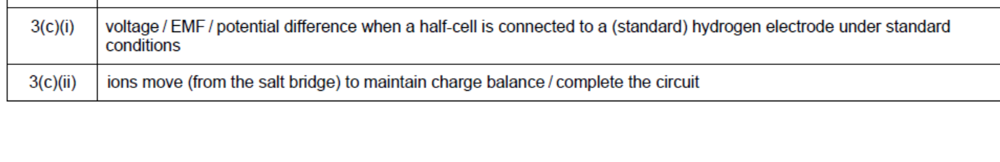 3(c)(i) voltage / EMF / potential difference when a half-cell is connected to a (standard) hydrogen electrode under standard
conditions
3(c)(ii) ions move (from the salt bridge) to maintain charge balance / complete the circuit